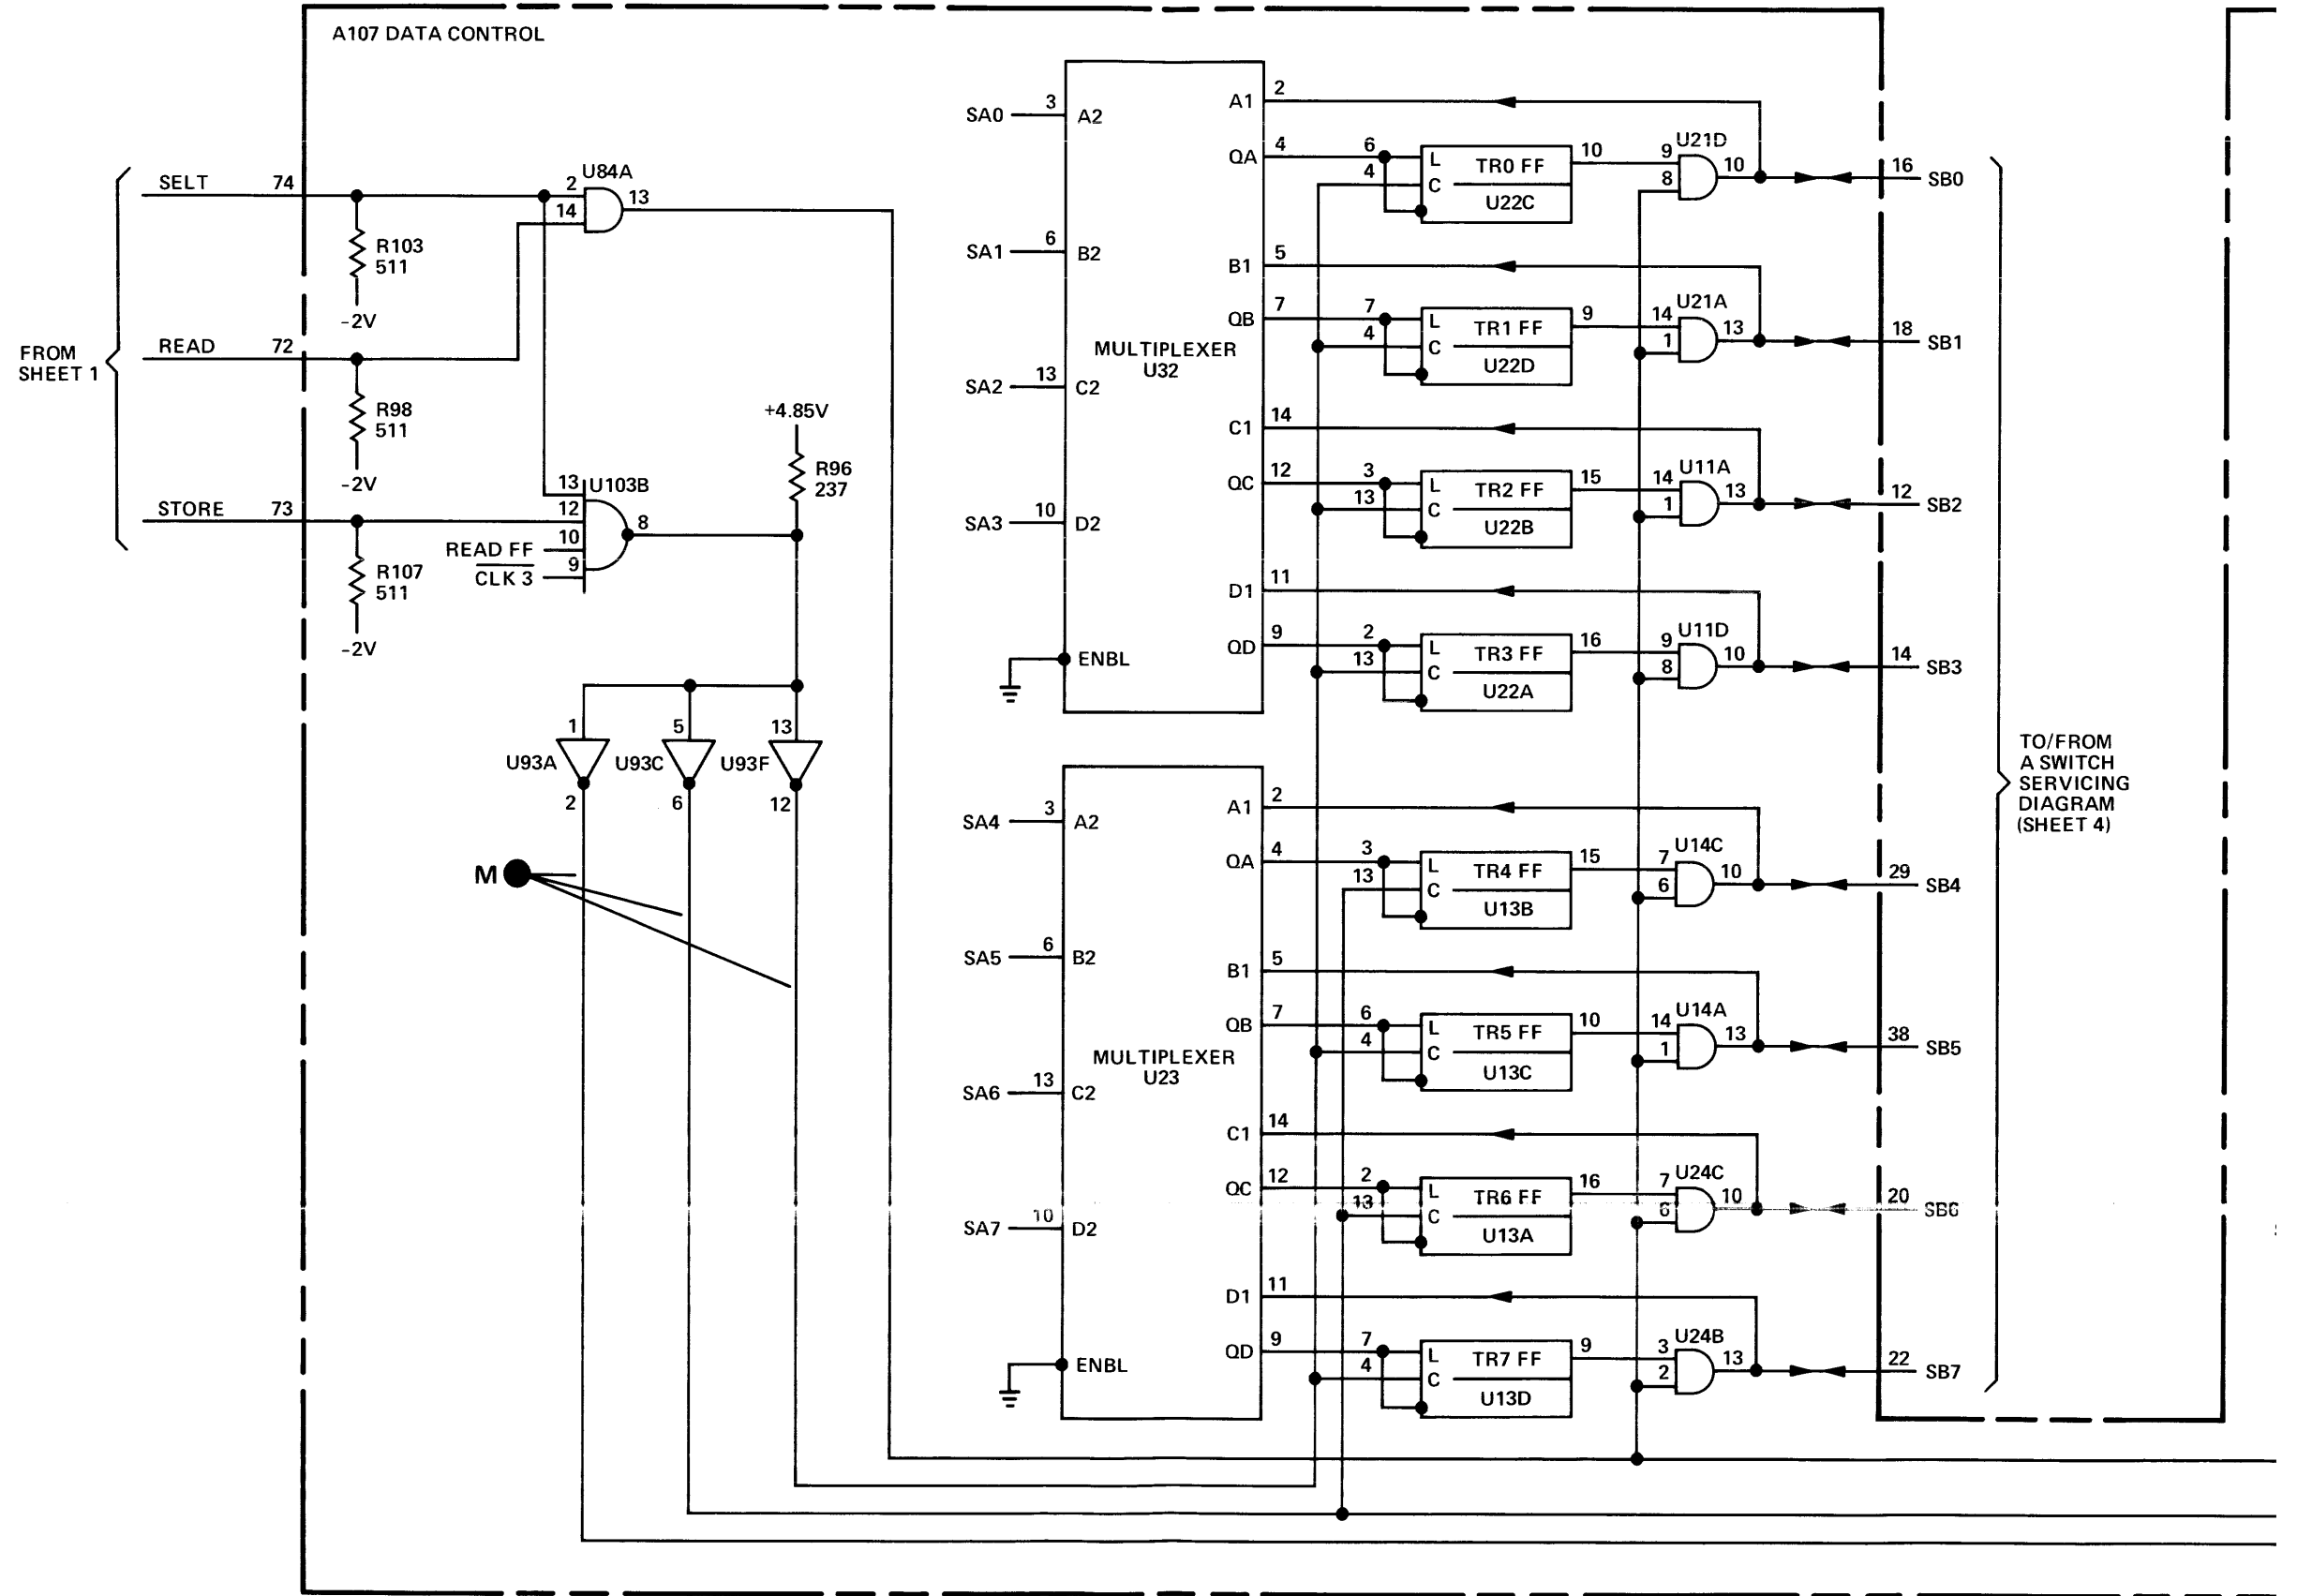 A107 DATA CONTROL
FROM
SHEET 1
SELT 74
READ 72
STORE 73
R103
511
-2V
R98
511
-2V
R107
511
-2V
U84A
2
14
13
U103B
13
12
10
9
8
READ FF
CLK 3
+4.85V
R96
237
1
U93A
2
5
U93C
6
13
U93F
12
M
MULTIPLEXER
U32
SA0 3 A2
SA1 6 B2
SA2 13 C2
SA3 10 D2
ENBL
A1 2
QA 4
B1 5
QB 7
C1 14
QC 12
D1 11
QD 9
6 L TR0 FF 10
4 C U22C
U21D
9
8
10
16 SB0
7 L TR1 FF 9
4 C U22D
U21A
14
1
13
18 SB1
3 L TR2 FF 15
13 C U22B
U11A
14
1
13
12 SB2
2 L TR3 FF 16
13 C U22A
U11D
9
8
10
14 SB3
MULTIPLEXER
U23
SA4 3 A2
SA5 6 B2
SA6 13 C2
SA7 10 D2
ENBL
A1 2
QA 4
B1 5
QB 7
C1 14
QC 12
D1 11
QD 9
3 L TR4 FF 15
13 C U13B
U14C
7
6
10
29 SB4
6 L TR5 FF 10
4 C U13C
U14A
14
1
13
38 SB5
2 L TR6 FF 16
13 C U13A
U24C
7
6
10
20 SB6
7 L TR7 FF 9
4 C U13D
U24B
3
2
13
22 SB7
TO/FROM
A SWITCH
SERVICING
DIAGRAM
(SHEET 4)